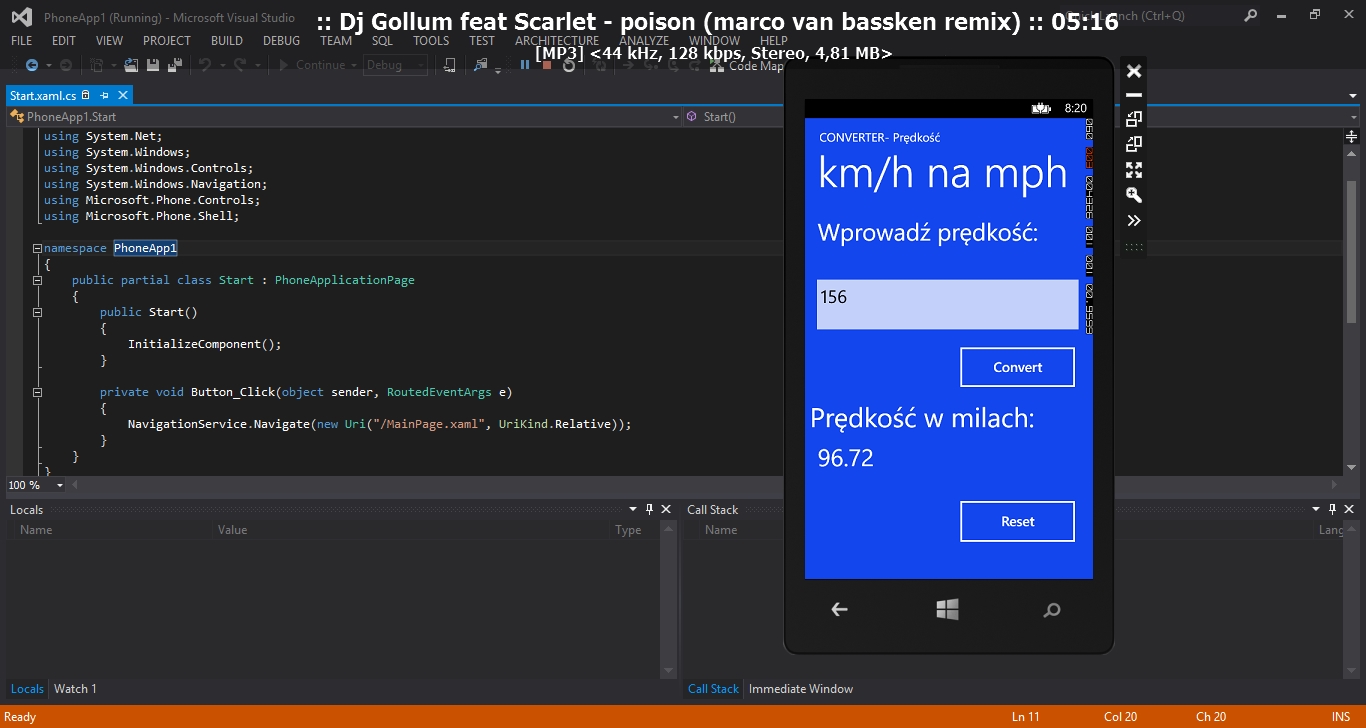 PhoneApp1 (Running) - Microsoft Visual Studio
Launch (Ctrl+Q)
:: Dj Gollum feat Scarlet - poison (marco van bassken remix) :: 05:16
[MP3] <44 kHz, 128 kbps, Stereo, 4,81 MB>
FILE EDIT VIEW PROJECT BUILD DEBUG TEAM SQL TOOLS TEST ARCHITECTURE ANALYZE WINDOW HELP
Continue Debug Code Map
Start.xaml.cs
PhoneApp1.Start Start()
using System.Net;
using System.Windows;
using System.Windows.Controls;
using System.Windows.Navigation;
using Microsoft.Phone.Controls;
using Microsoft.Phone.Shell;
namespace PhoneApp1
{
public partial class Start : PhoneApplicationPage
{
public Start()
{
InitializeComponent();
}
private void Button_Click(object sender, RoutedEventArgs e)
{
NavigationService.Navigate(new Uri("/MainPage.xaml", UriKind.Relative));
}
}
}
100 %
8:20
CONVERTER- Prędkość
km/h na mph
Wprowadź prędkość:
156
Convert
Prędkość w milach:
96.72
Reset
Locals
Name Value Type
Call Stack
Name Lang
Locals Watch 1
Call Stack Immediate Window
Ready Ln 11 Col 20 Ch 20 INS